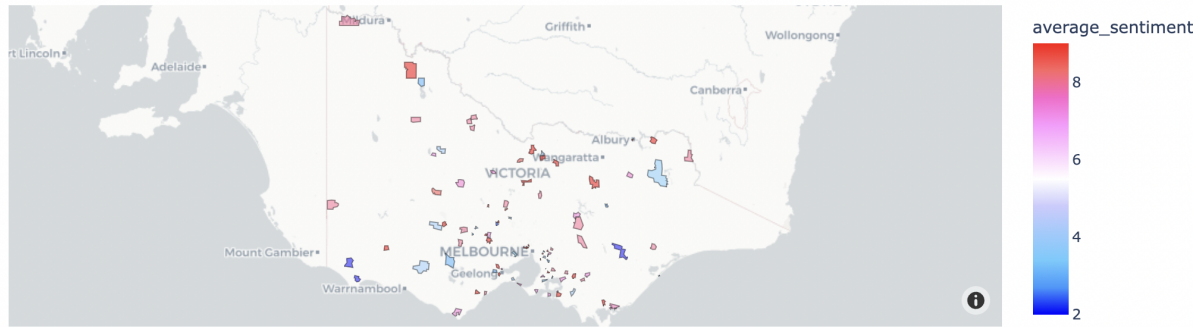 Mildura
Griffith
Wollongong
rt Lincoln
Adelaide
Canberra
Albury
Wangaratta
VICTORIA
Mount Gambier
MELBOURNE
Geelong
Warrnambool
i
average_sentiment
8
6
4
2